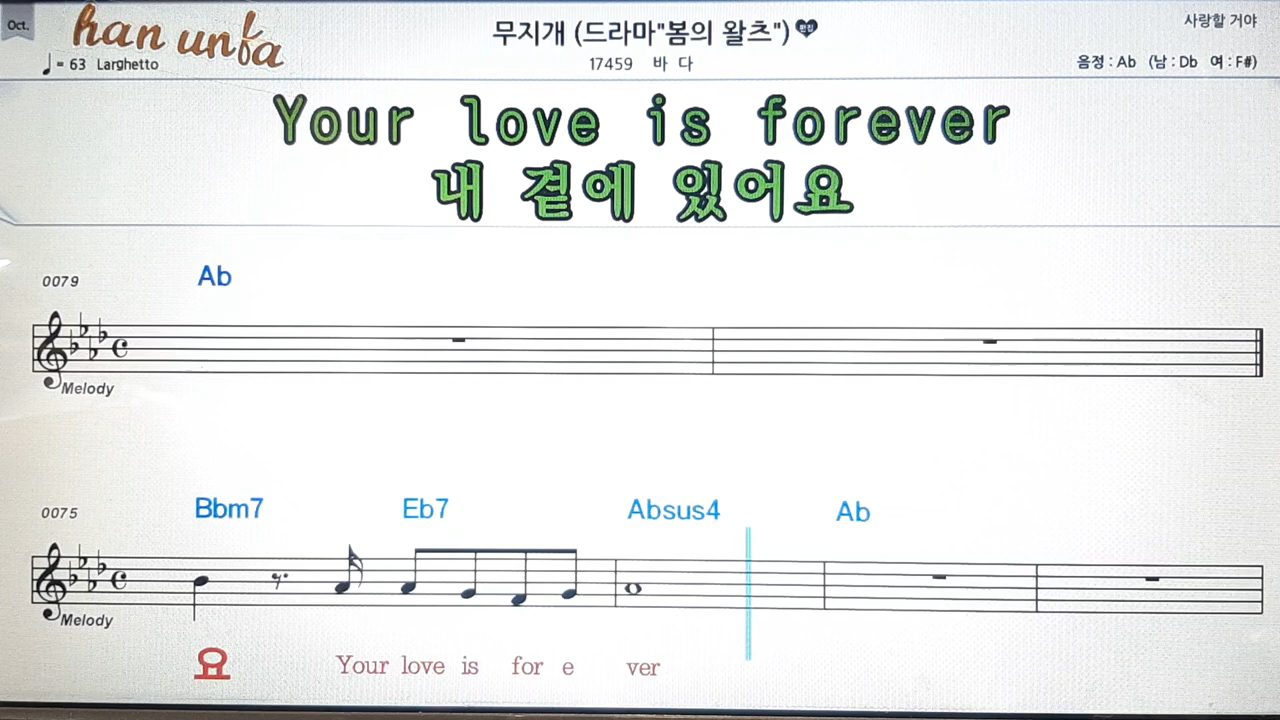 Oct.
han unfa
무지개 (드라마"봄의 왈츠") 편집
사랑할 거야
♩ = 63 Larghetto
17459 바 다
음정 : Ab (남 : Db 여 : F#)
Your love is forever
내 곁에 있어요
0079
Ab
Melody
0075
Bbm7 Eb7 Absus4 Ab
Melody
요 Your love is for e ver